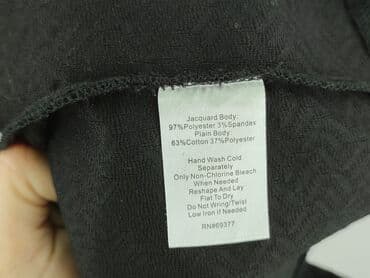 Jacquard Body:
97%Polyester 3%Spandex
Plain Body:
63%Cotton 37%Polyester
Hand Wash Cold
Separately
Only Non-Chlorine Bleach
When Needed
Reshape And Lay
Flat To Dry
Do Not Wring/Twist
Low Iron if Needed
RN#69377